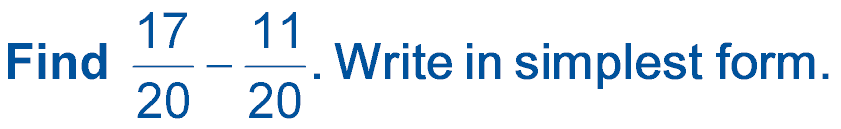 Find 17/20 − 11/20. Write in simplest form.